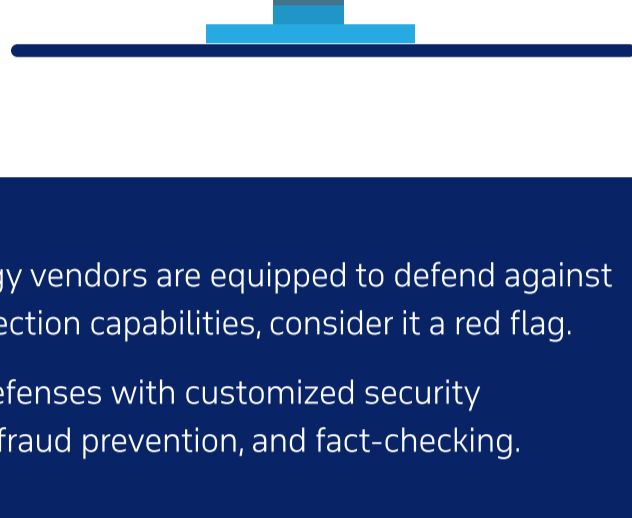 gy vendors are equipped to defend against
ection capabilities, consider it a red flag.
efenses with customized security
fraud prevention, and fact-checking.